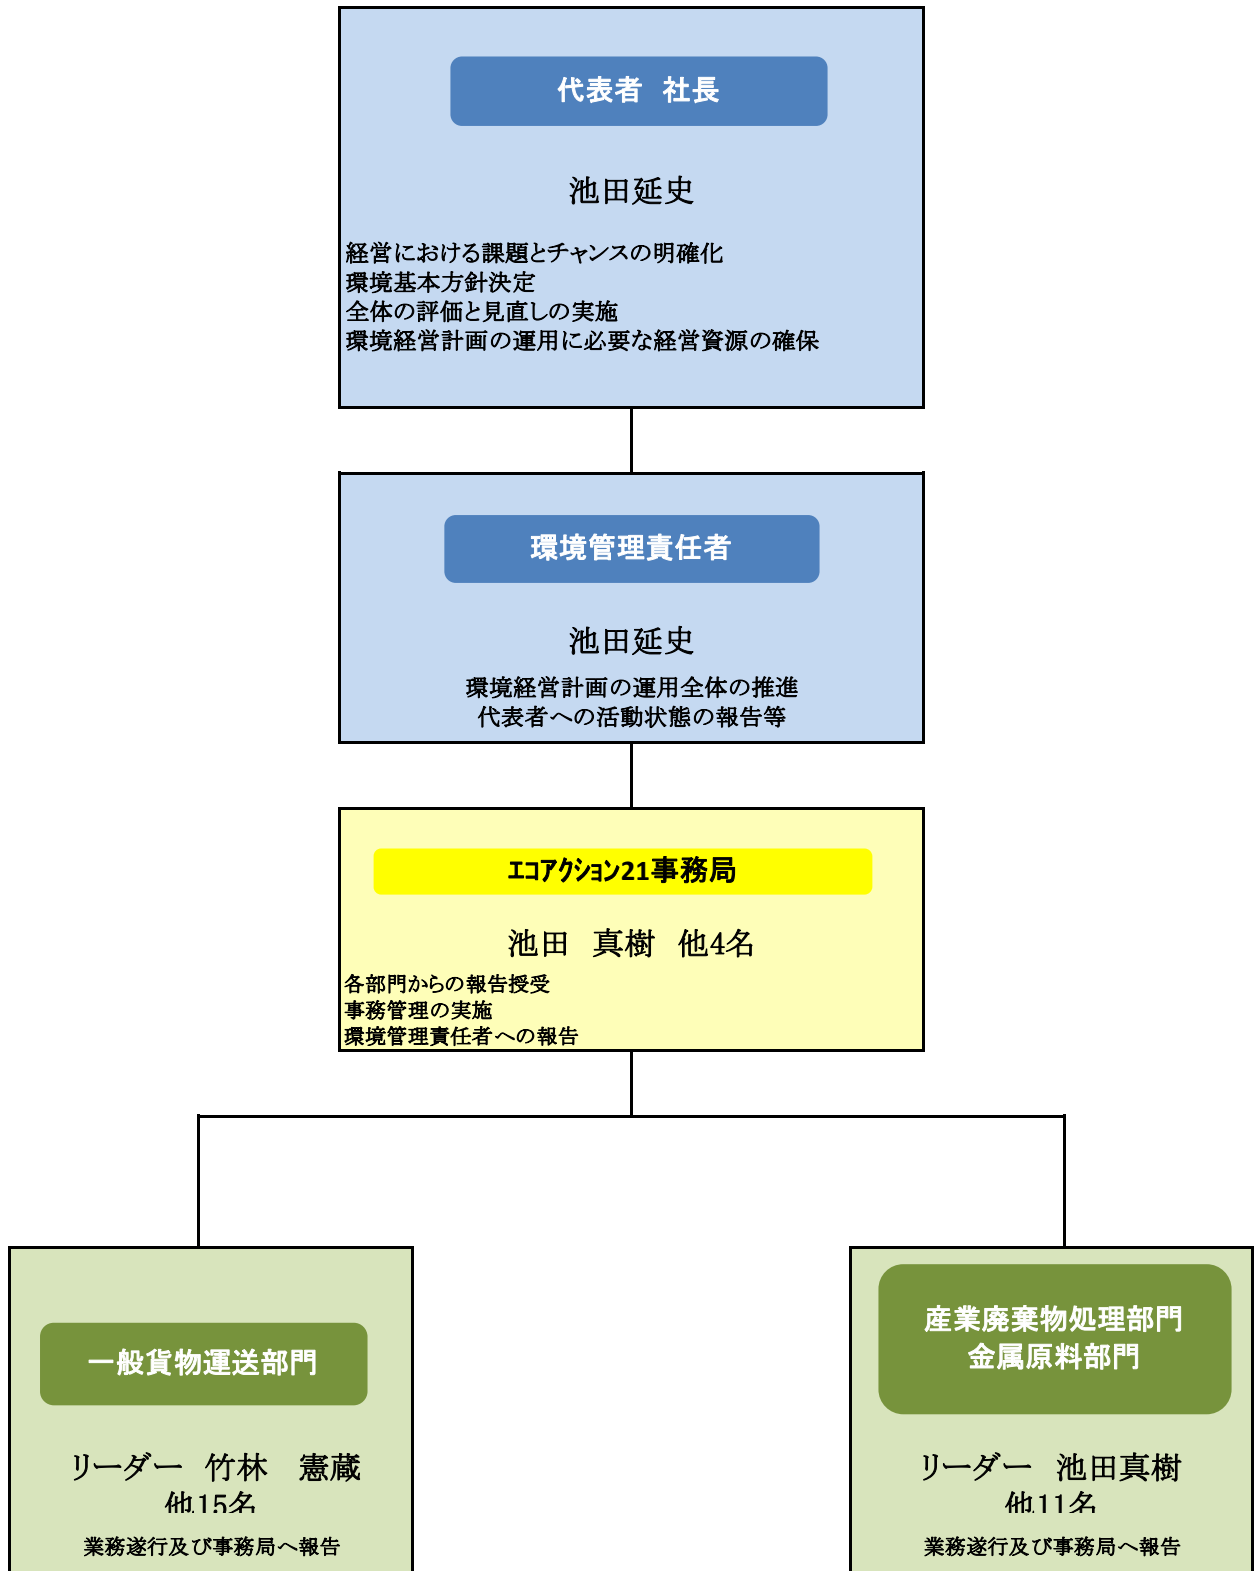 代表者　社長
池田延史
経営における課題とチャンスの明確化
環境基本方針決定
全体の評価と見直しの実施
環境経営計画の運用に必要な経営資源の確保
環境管理責任者
池田延史
環境経営計画の運用全体の推進
代表者への活動状態の報告等
ｴｺｱｸｼｮﾝ21事務局
池田　真樹　他4名
各部門からの報告授受
事務管理の実施
環境管理責任者への報告
一般貨物運送部門
リーダー　竹林　憲蔵
他15名
業務遂行及び事務局へ報告
産業廃棄物処理部門
金属原料部門
リーダー　池田真樹
他11名
業務遂行及び事務局へ報告